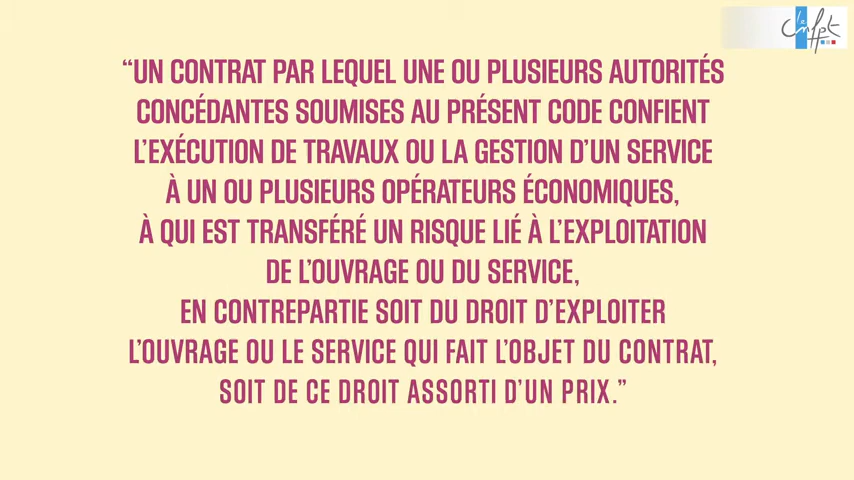 le cnfpt
“UN CONTRAT PAR LEQUEL UNE OU PLUSIEURS AUTORITÉS
CONCÉDANTES SOUMISES AU PRÉSENT CODE CONFIENT
L’EXÉCUTION DE TRAVAUX OU LA GESTION D’UN SERVICE
À UN OU PLUSIEURS OPÉRATEURS ÉCONOMIQUES,
À QUI EST TRANSFÉRÉ UN RISQUE LIÉ À L’EXPLOITATION
DE L’OUVRAGE OU DU SERVICE,
EN CONTREPARTIE SOIT DU DROIT D’EXPLOITER
L’OUVRAGE OU LE SERVICE QUI FAIT L’OBJET DU CONTRAT,
SOIT DE CE DROIT ASSORTI D’UN PRIX.”